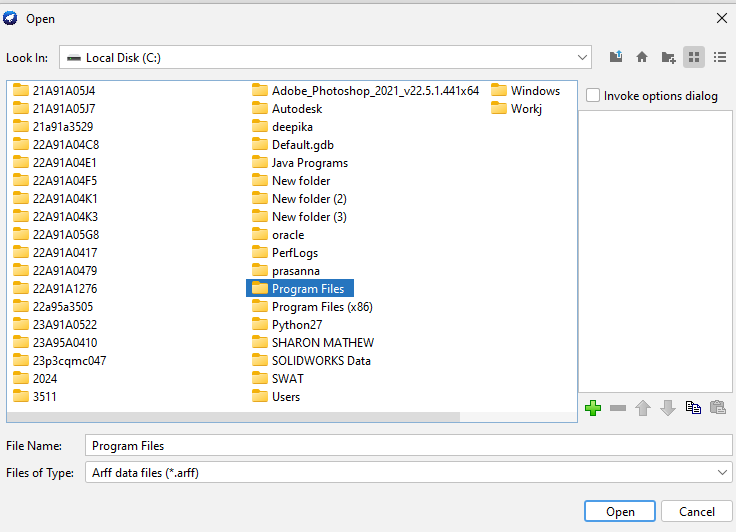 Open
Look In:
Local Disk (C:)
21A91A05J4
21A91A05J7
21a91a3529
22A91A04C8
22A91A04E1
22A91A04F5
22A91A04K1
22A91A04K3
22A91A05G8
22A91A0417
22A91A0479
22A91A1276
22a95a3505
23A91A0522
23A95A0410
23p3cqmc047
2024
3511
Adobe_Photoshop_2021_v22.5.1.441x64
Autodesk
deepika
Default.gdb
Java Programs
New folder
New folder (2)
New folder (3)
oracle
PerfLogs
prasanna
Program Files
Program Files (x86)
Python27
SHARON MATHEW
SOLIDWORKS Data
SWAT
Users
Windows
Workj
Invoke options dialog
File Name:
Program Files
Files of Type:
Arff data files (*.arff)
Open
Cancel